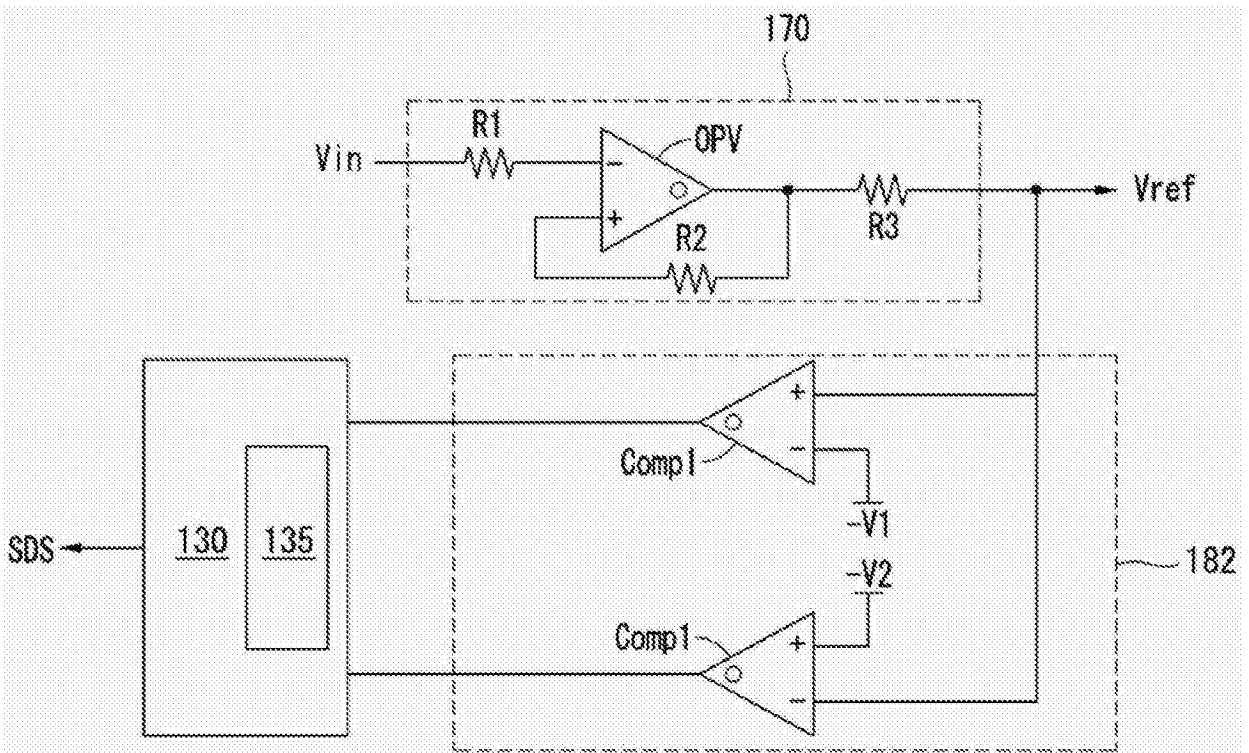 170
R1
OPV
Vin
-
+
R2
R3
Vref
+
Comp1
-
-V1
SDS
130
135
-V2
182
Comp1
+
-